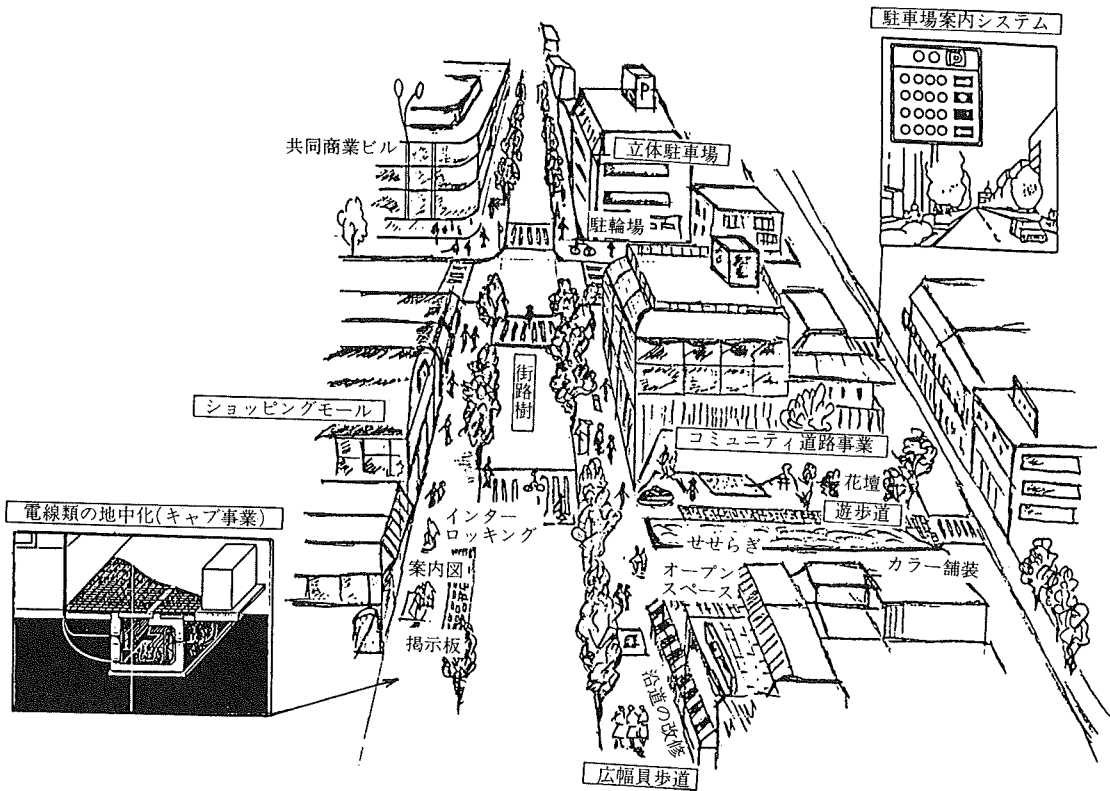 駐車場案内システム
P
P
共同商業ビル
立体駐車場
駐輪場
街路樹
ショッピングモール
コミュニティ道路事業
花壇
遊歩道
電線類の地中化(キャブ事業)
インター
ロッキング
せせらぎ
カラー舗装
案内図
オープン
スペース
掲示板
沿道の改修
広幅員歩道